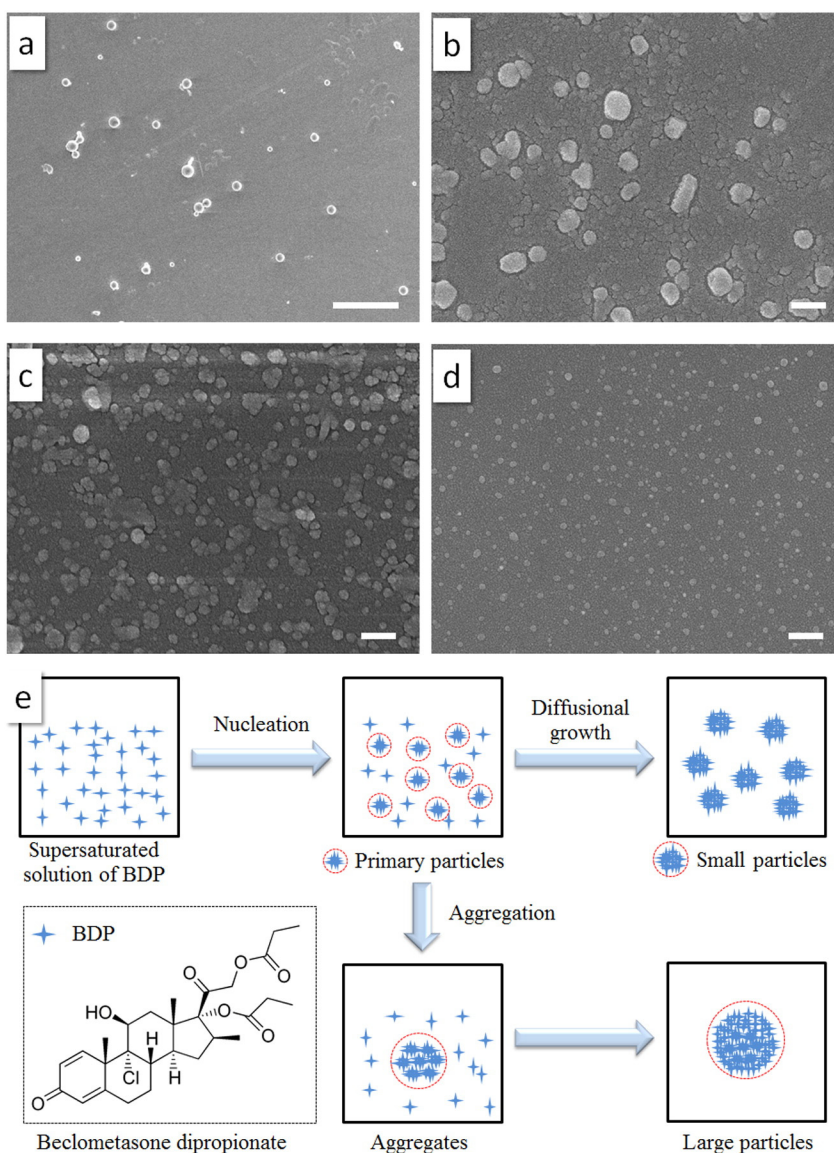 a
b
c
d
e
Nucleation
Diffusional
growth
Supersaturated
solution of BDP
Primary particles
Small particles
Aggregation
BDP
O
O
O
O
O
HO
H
H
H
Cl
O
Beclometasone dipropionate
Aggregates
Large particles